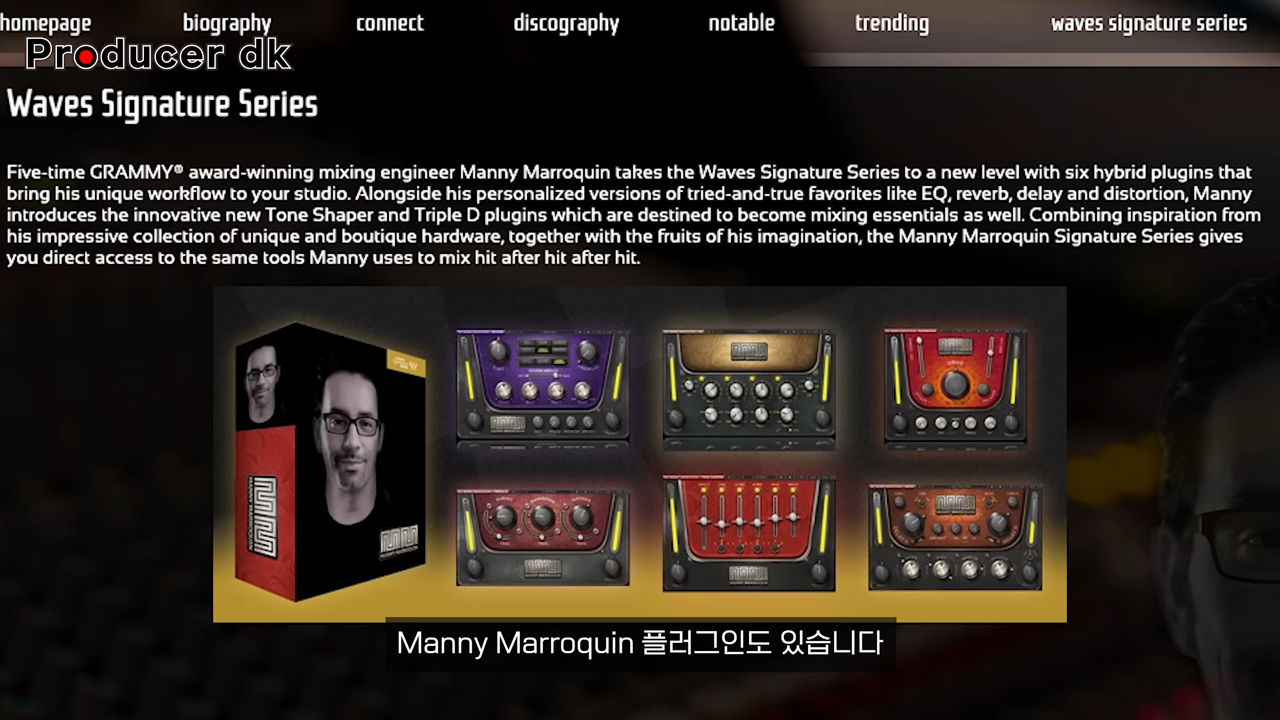 homepage biography connect discography notable trending waves signature series
Producer dk
Waves Signature Series
Five-time GRAMMY® award-winning mixing engineer Manny Marroquin takes the Waves Signature Series to a new level with six hybrid plugins that
bring his unique workflow to your studio. Alongside his personalized versions of tried-and-true favorites like EQ, reverb, delay and distortion, Manny
introduces the innovative new Tone Shaper and Triple D plugins which are destined to become mixing essentials as well. Combining inspiration from
his impressive collection of unique and boutique hardware, together with the fruits of his imagination, the Manny Marroquin Signature Series gives
you direct access to the same tools Manny uses to mix hit after hit after hit.
MANNY MARROQUIN
MANNY MARROQUIN
Manny Marroquin 플러그인도 있습니다